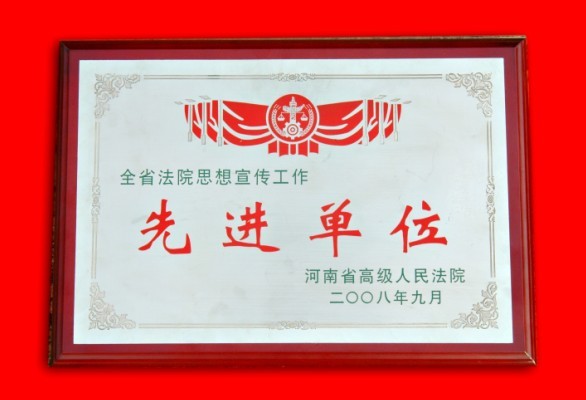 全省法院思想宣传工作
先进单位
河南省高级人民法院
二〇〇八年九月